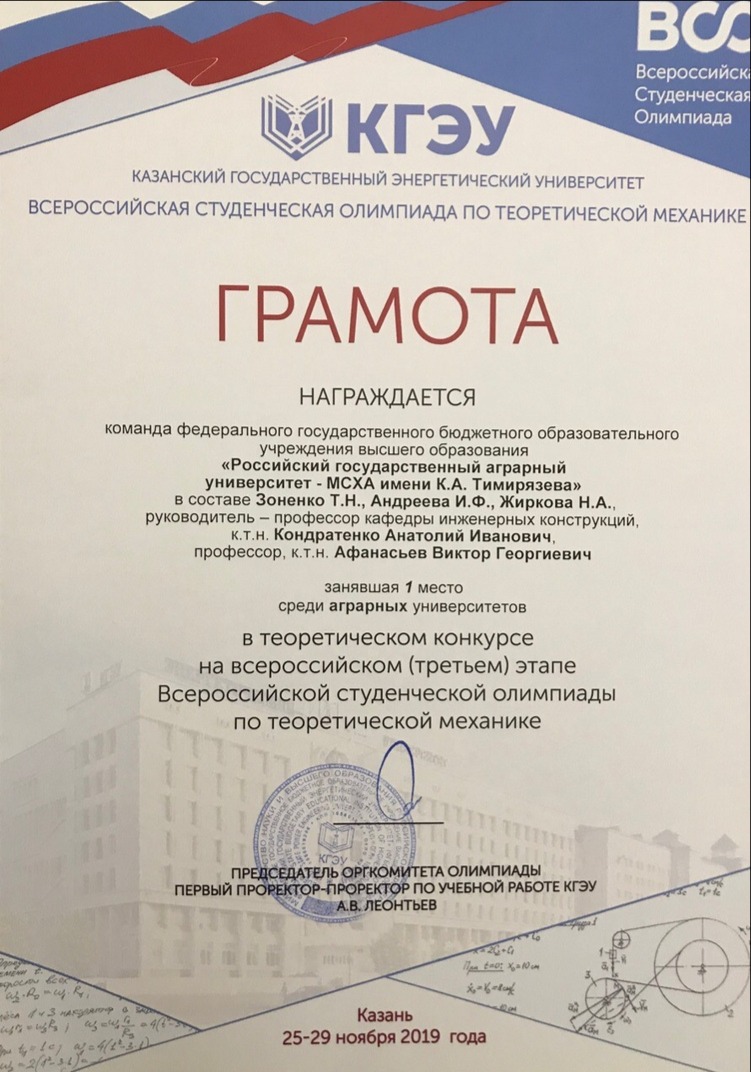 ВСО
Всероссийска
Студенческая
Олимпиада
КГЭУ
КАЗАНСКИЙ ГОСУДАРСТВЕННЫЙ ЭНЕРГЕТИЧЕСКИЙ УНИВЕРСИТЕТ
ВСЕРОССИЙСКАЯ СТУДЕНЧЕСКАЯ ОЛИМПИАДА ПО ТЕОРЕТИЧЕСКОЙ МЕХАНИКЕ
ГРАМОТА
НАГРАЖДАЕТСЯ
команда федерального государственного бюджетного образовательного
учреждения высшего образования
«Российский государственный аграрный
университет - МСХА имени К.А. Тимирязева»
в составе Зоненко Т.Н., Андреева И.Ф., Жиркова Н.А.,
руководитель – профессор кафедры инженерных конструкций,
к.т.н. Кондратенко Анатолий Иванович,
профессор, к.т.н. Афанасьев Виктор Георгиевич
занявшая 1 место
среди аграрных университетов
в теоретическом конкурсе
на всероссийском (третьем) этапе
Всероссийской студенческой олимпиады
по теоретической механике
КГЭУ
ПРЕДСЕДАТЕЛЬ ОРГКОМИТЕТА ОЛИМПИАДЫ
ПЕРВЫЙ ПРОРЕКТОР-ПРОРЕКТОР ПО УЧЕБНОЙ РАБОТЕ КГЭУ
А.В. ЛЕОНТЬЕВ
Казань
25-29 ноября 2019 года